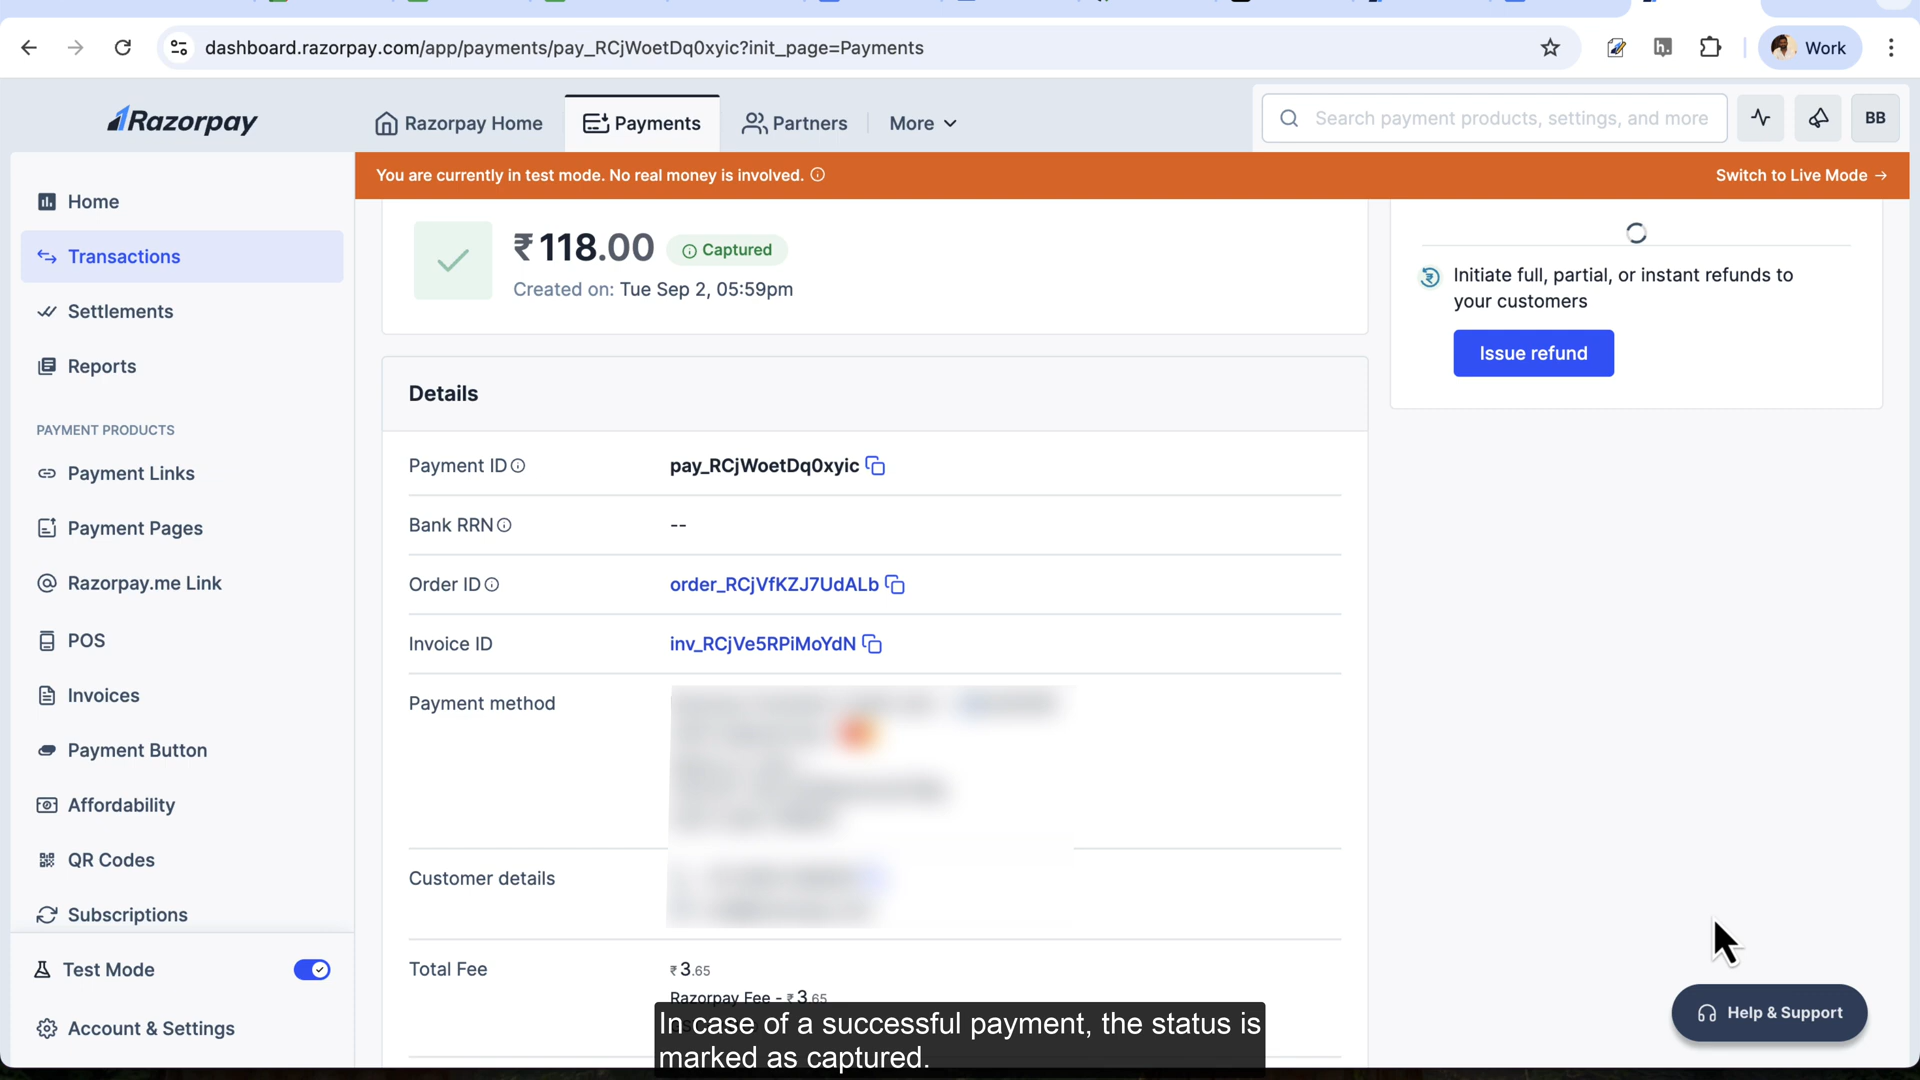 dashboard.razorpay.com/app/payments/pay_RCjWoetDq0xyic?init_page=Payments
Work
Razorpay
Razorpay Home
Payments
Partners
More
Search payment products, settings, and more
BB
You are currently in test mode. No real money is involved.
Switch to Live Mode →
Home
Transactions
Settlements
Reports
PAYMENT PRODUCTS
Payment Links
Payment Pages
Razorpay.me Link
POS
Invoices
Payment Button
Affordability
QR Codes
Subscriptions
Test Mode
Account & Settings
₹118.00
Captured
Created on: Tue Sep 2, 05:59pm
Details
Payment ID
pay_RCjWoetDq0xyic
Bank RRN
--
Order ID
order_RCjVfKZJ7UdALb
Invoice ID
inv_RCjVe5RPiMoYdN
Payment method
Customer details
Total Fee
₹3.65
Razorpay Fee - ₹3.65
Initiate full, partial, or instant refunds to
your customers
Issue refund
Help & Support
In case of a successful payment, the status is
marked as captured.